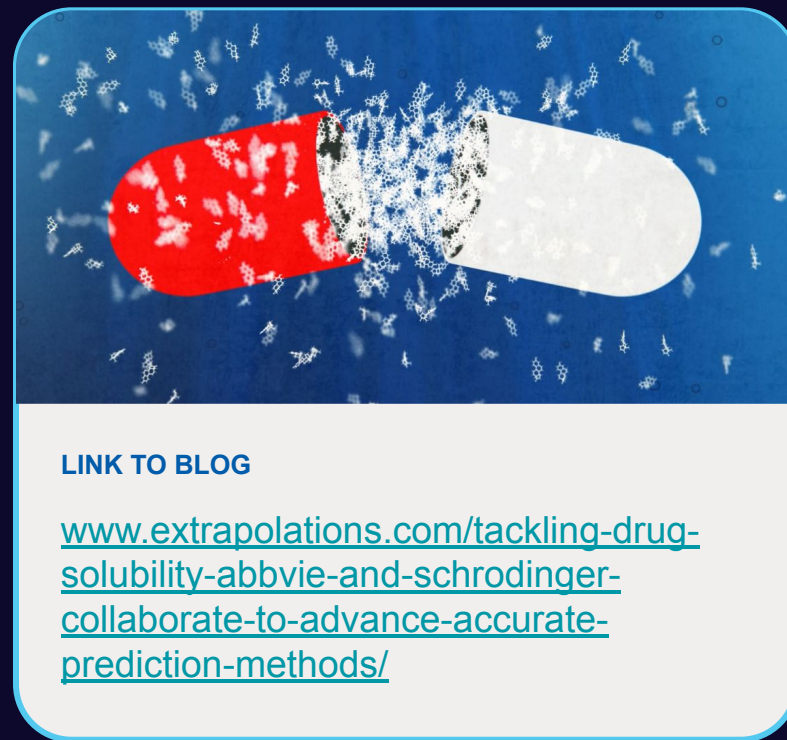 LINK TO BLOG
www.extrapolations.com/tackling-drug-
solubility-abbvie-and-schrodinger-
collaborate-to-advance-accurate-
prediction-methods/